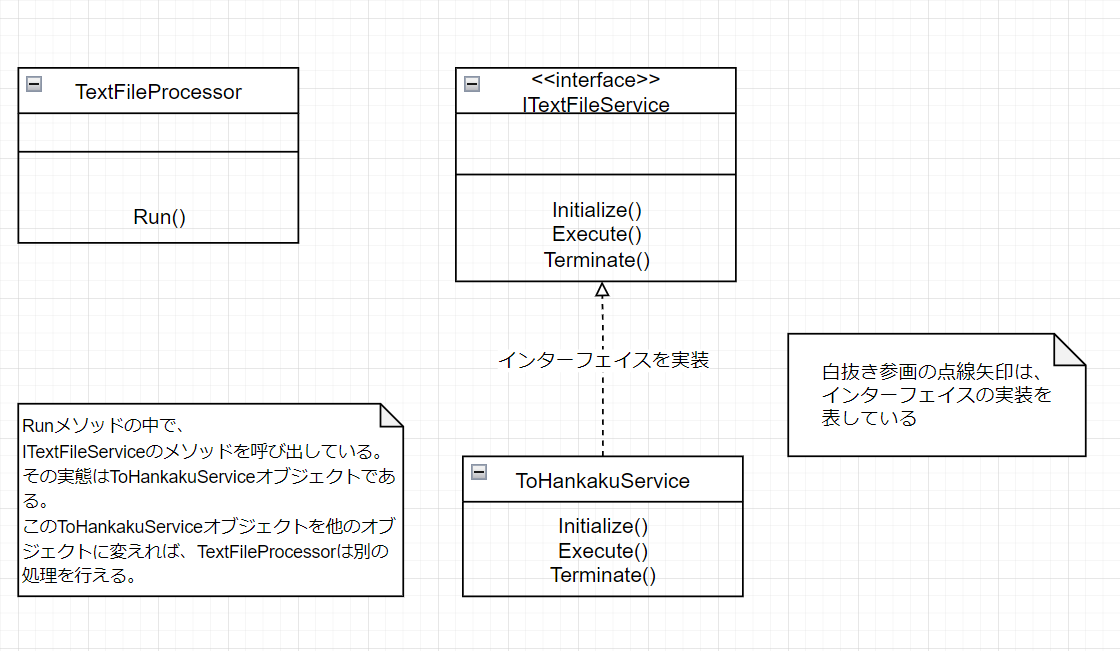 TextFileProcessor
Run()
<<interface>>
ITextFileService
Initialize()
Execute()
Terminate()
インターフェイスを実装
白抜き参画の点線矢印は、
インターフェイスの実装を
表している
Runメソッドの中で、
ITextFileServiceのメソッドを呼び出している。
その実態はToHankakuServiceオブジェクトであ
る。
このToHankakuServiceオブジェクトを他のオブ
ジェクトに変えれば、TextFileProcessorは別の
処理を行える。
ToHankakuService
Initialize()
Execute()
Terminate()